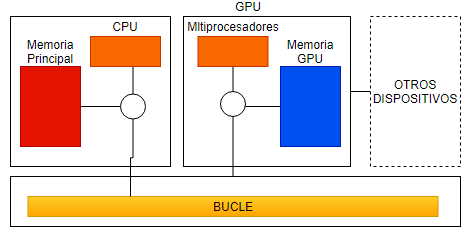 GPU
CPU
Memoria
Principal
Mltiprocesadores
Memoria
GPU
OTROS
DISPOSITIVOS
BUCLE